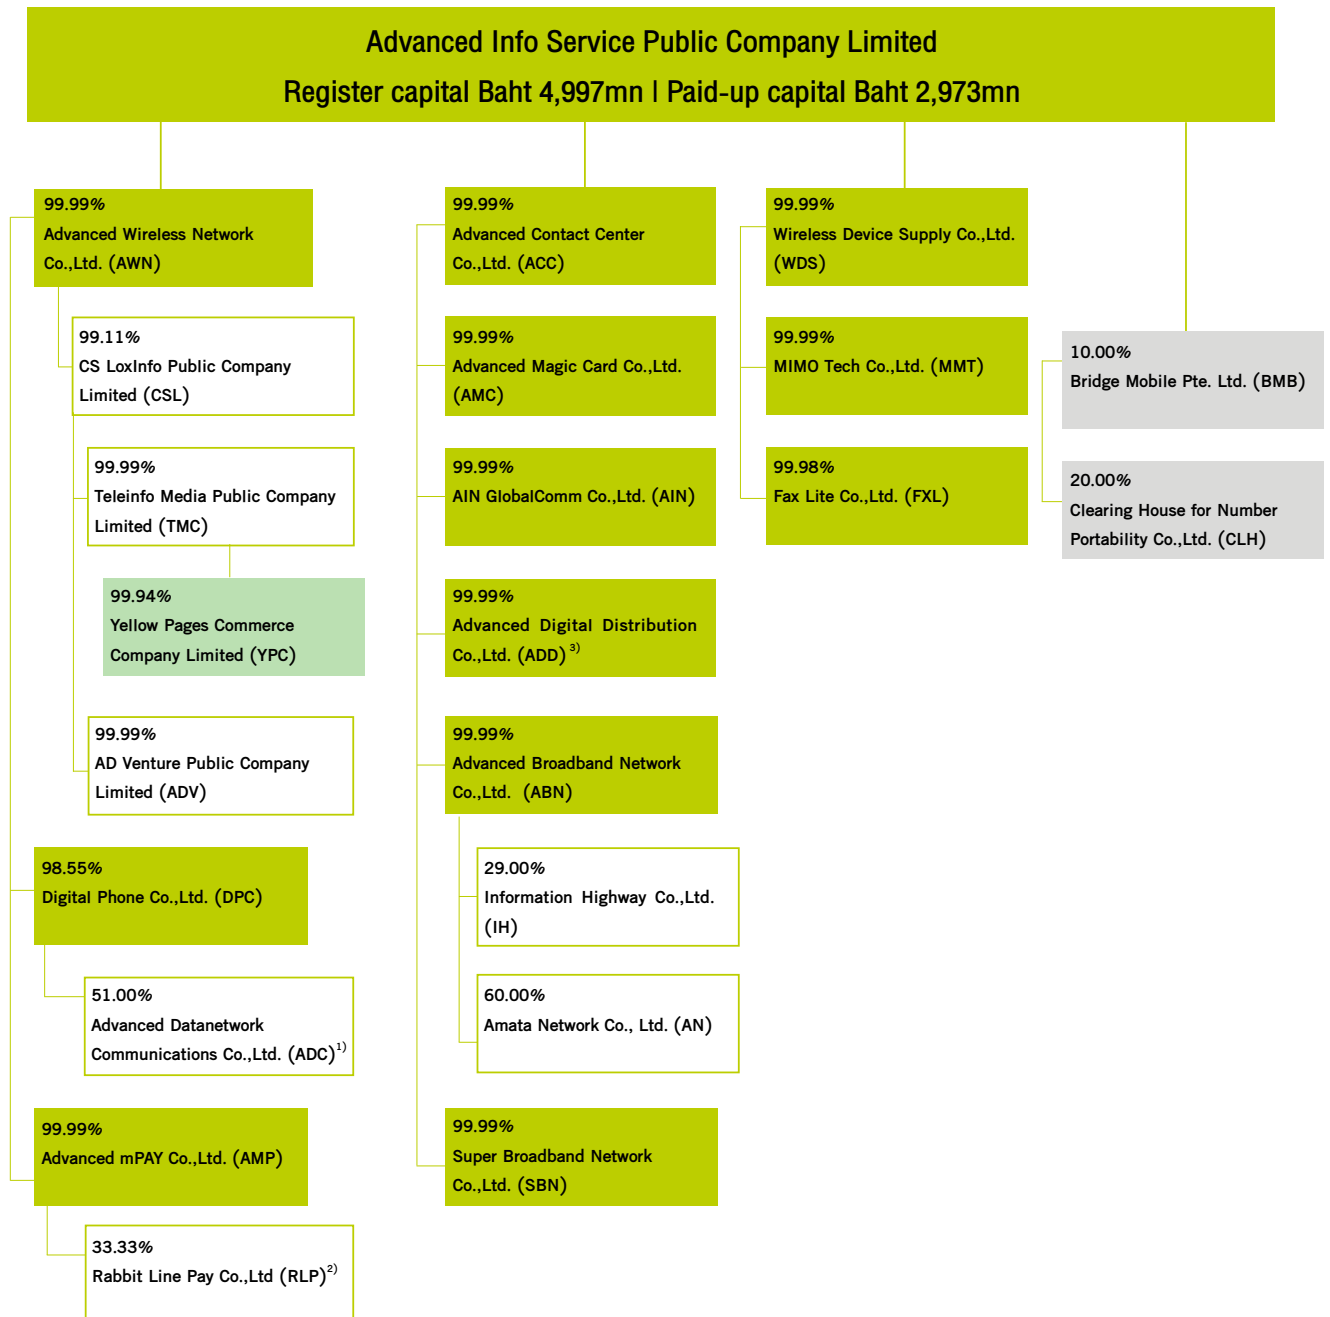 Advanced Info Service Public Company Limited
Register capital Baht 4,997mn | Paid-up capital Baht 2,973mn
99.99%
Advanced Wireless Network
Co.,Ltd. (AWN)
99.11%
CS LoxInfo Public Company
Limited (CSL)
99.99%
Teleinfo Media Public Company
Limited (TMC)
99.94%
Yellow Pages Commerce
Company Limited (YPC)
99.99%
AD Venture Public Company
Limited (ADV)
98.55%
Digital Phone Co.,Ltd. (DPC)
51.00%
Advanced Datanetwork
Communications Co.,Ltd. (ADC)1)
99.99%
Advanced mPAY Co.,Ltd. (AMP)
33.33%
Rabbit Line Pay Co.,Ltd (RLP)2)
99.99%
Advanced Contact Center
Co.,Ltd. (ACC)
99.99%
Advanced Magic Card Co.,Ltd.
(AMC)
99.99%
AIN GlobalComm Co.,Ltd. (AIN)
99.99%
Advanced Digital Distribution
Co.,Ltd. (ADD) 3)
99.99%
Advanced Broadband Network
Co.,Ltd. (ABN)
29.00%
Information Highway Co.,Ltd.
(IH)
60.00%
Amata Network Co., Ltd. (AN)
99.99%
Super Broadband Network
Co.,Ltd. (SBN)
99.99%
Wireless Device Supply Co.,Ltd.
(WDS)
99.99%
MIMO Tech Co.,Ltd. (MMT)
99.98%
Fax Lite Co.,Ltd. (FXL)
10.00%
Bridge Mobile Pte. Ltd. (BMB)
20.00%
Clearing House for Number
Portability Co.,Ltd. (CLH)